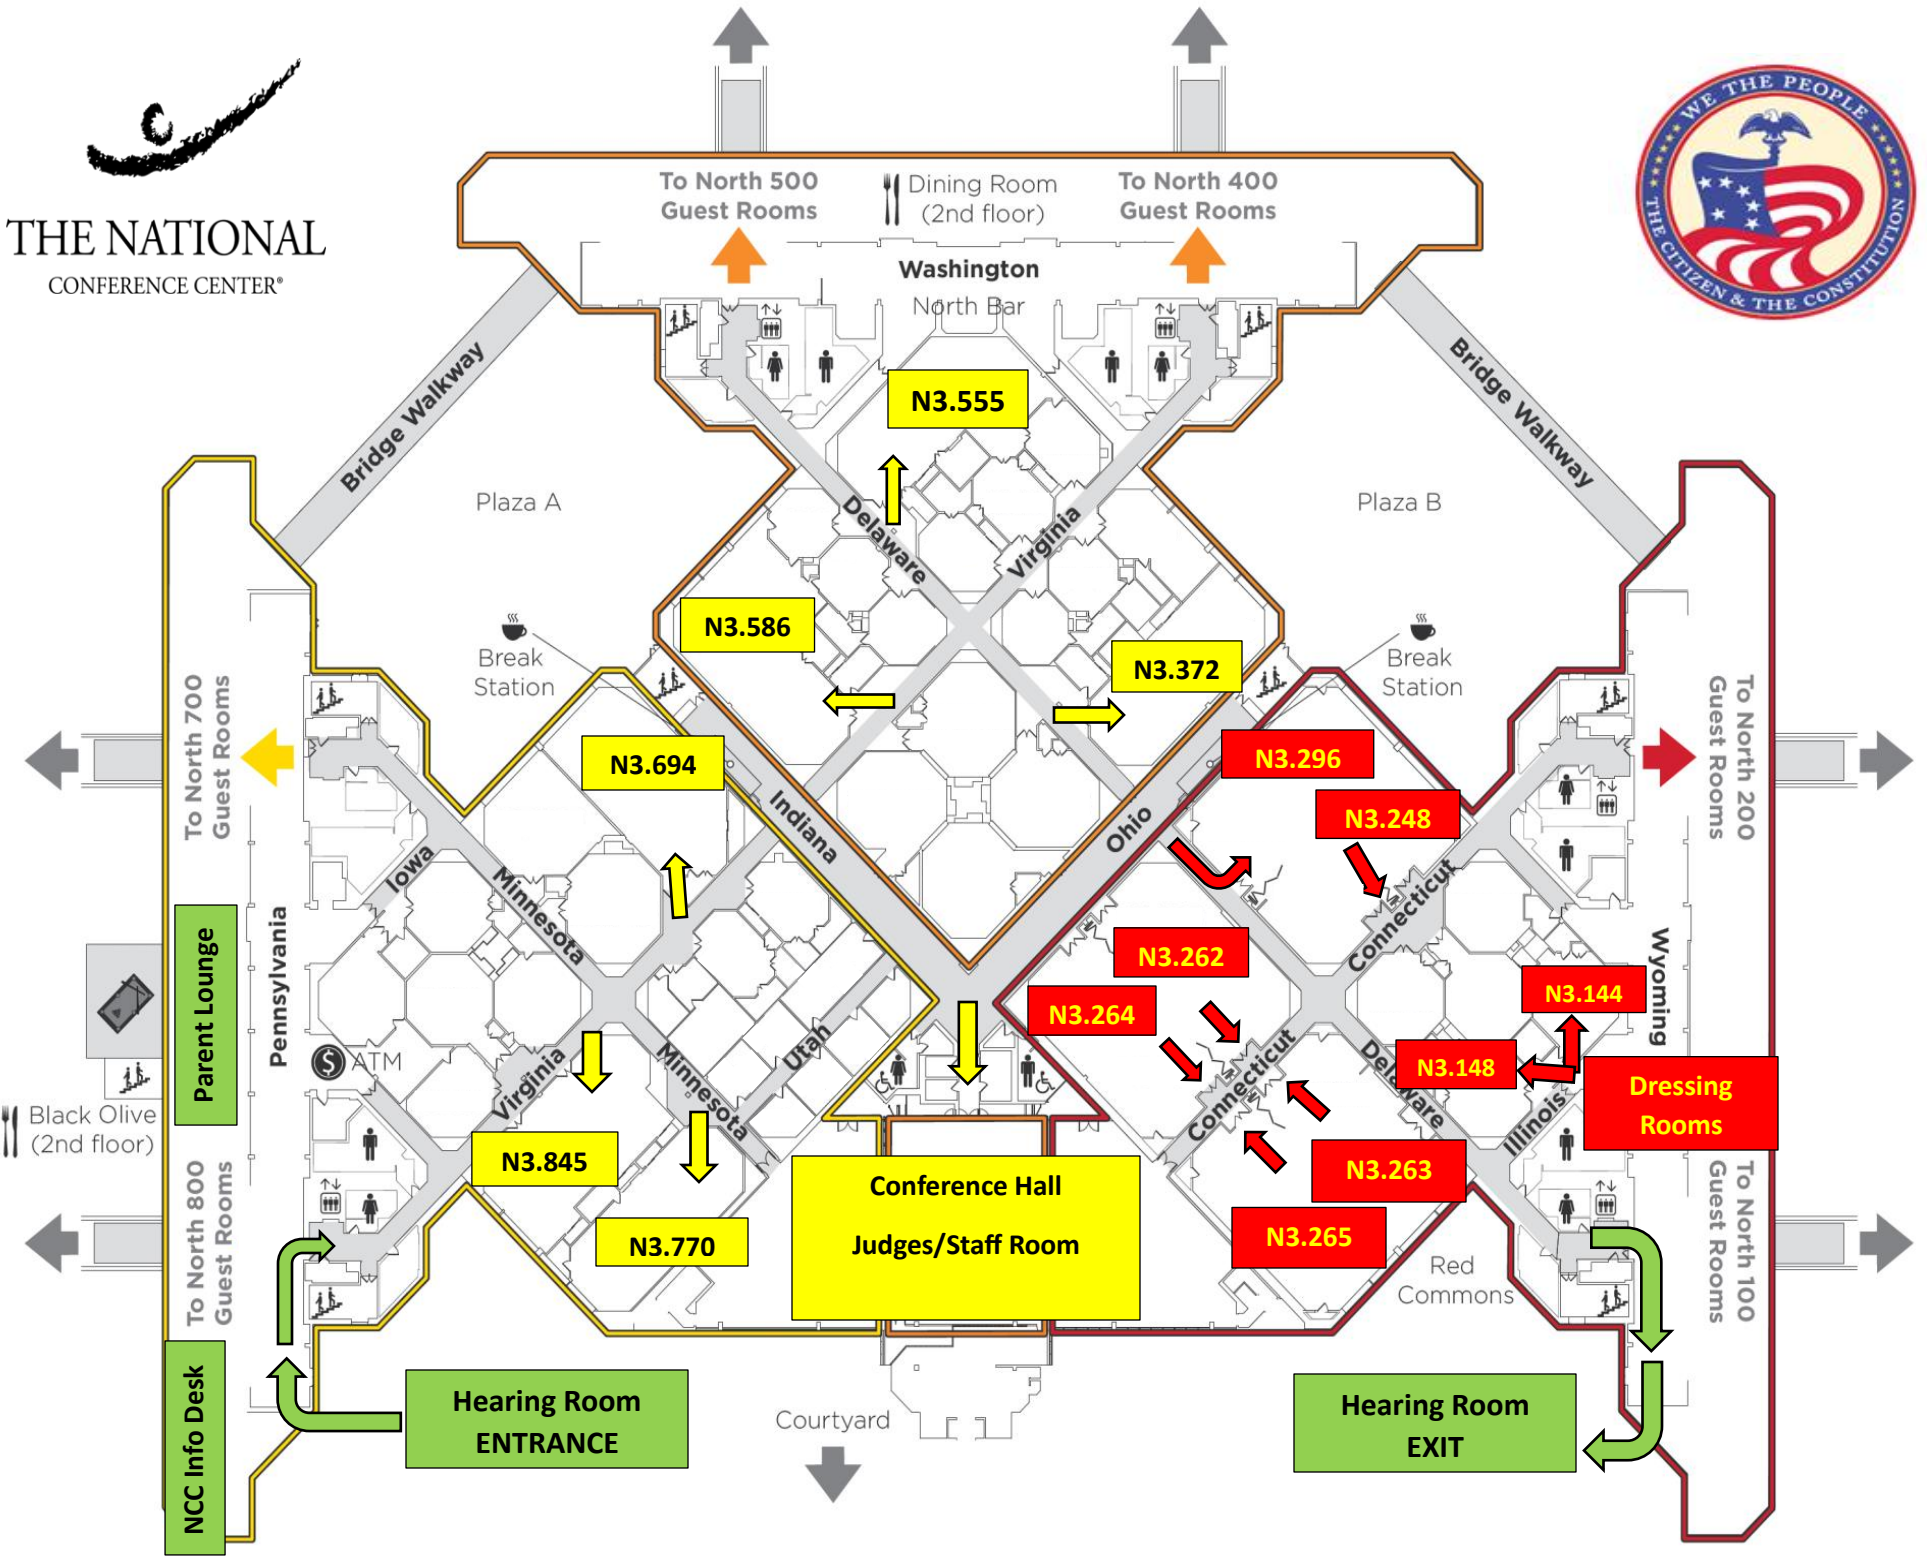 THE NATIONAL
CONFERENCE CENTER®
WE THE PEOPLE
THE CITIZEN & THE CONSTITUTION
To North 500
Guest Rooms
Dining Room
(2nd floor)
To North 400
Guest Rooms
Washington
North Bar
Bridge Walkway
Bridge Walkway
N3.555
Plaza A
Plaza B
Delaware
Virginia
N3.586
N3.372
Break
Station
Break
Station
To North 700
Guest Rooms
To North 200
Guest Rooms
N3.694
N3.296
Indiana
Ohio
N3.248
Iowa
Minnesota
Connecticut
Parent Lounge
Pennsylvania
Wyoming
N3.262
N3.144
N3.264
$ ATM
Virginia
Minnesota
Utah
Connecticut
Delaware
N3.148
Illinois
Dressing
Rooms
Black Olive
(2nd floor)
N3.845
N3.263
Conference Hall
Judges/Staff Room
N3.770
N3.265
To North 800
Guest Rooms
To North 100
Guest Rooms
Red
Commons
NCC Info Desk
Hearing Room
ENTRANCE
Courtyard
Hearing Room
EXIT